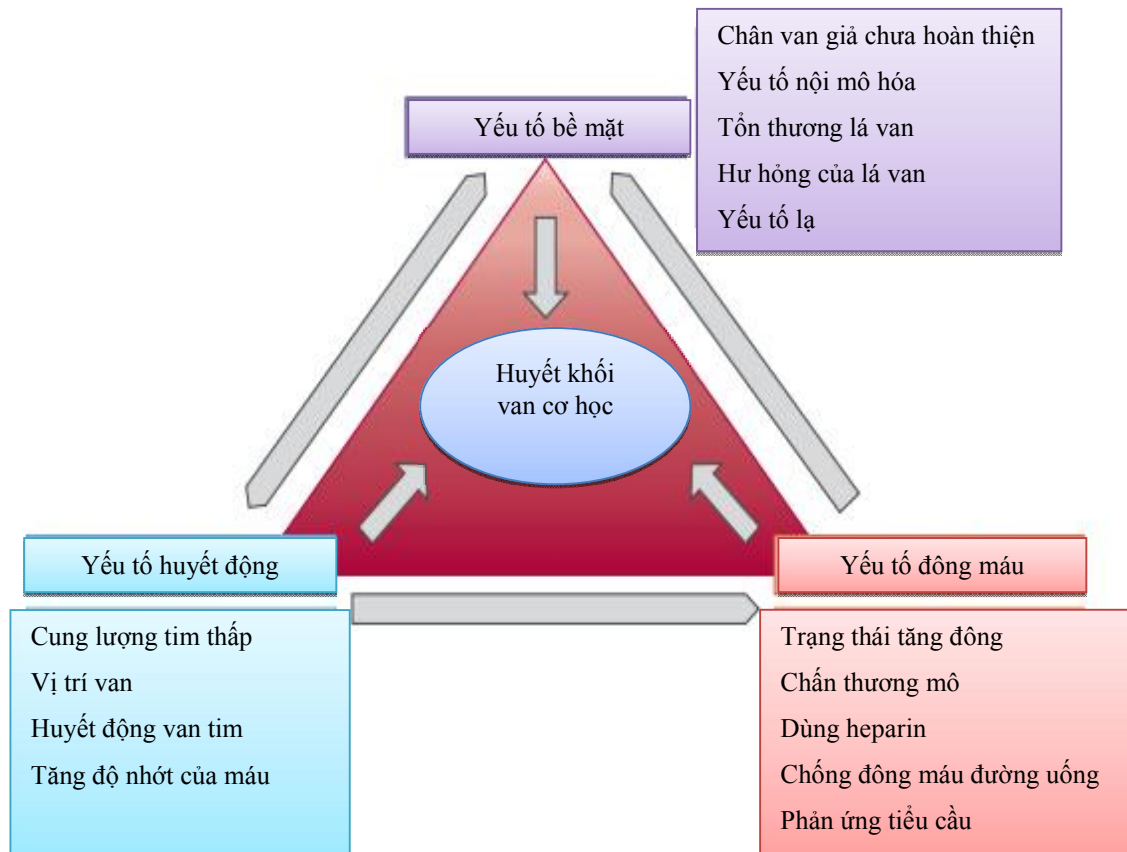 Chân van giả chưa hoàn thiện
Yếu tố nội mô hóa
Tổn thương lá van
Hư hỏng của lá van
Yếu tố lạ
Yếu tố bề mặt
Huyết khối
van cơ học
Yếu tố huyết động
Cung lượng tim thấp
Vị trí van
Huyết động van tim
Tăng độ nhớt của máu
Yếu tố đông máu
Trạng thái tăng đông
Chấn thương mô
Dùng heparin
Chống đông máu đường uống
Phản ứng tiểu cầu